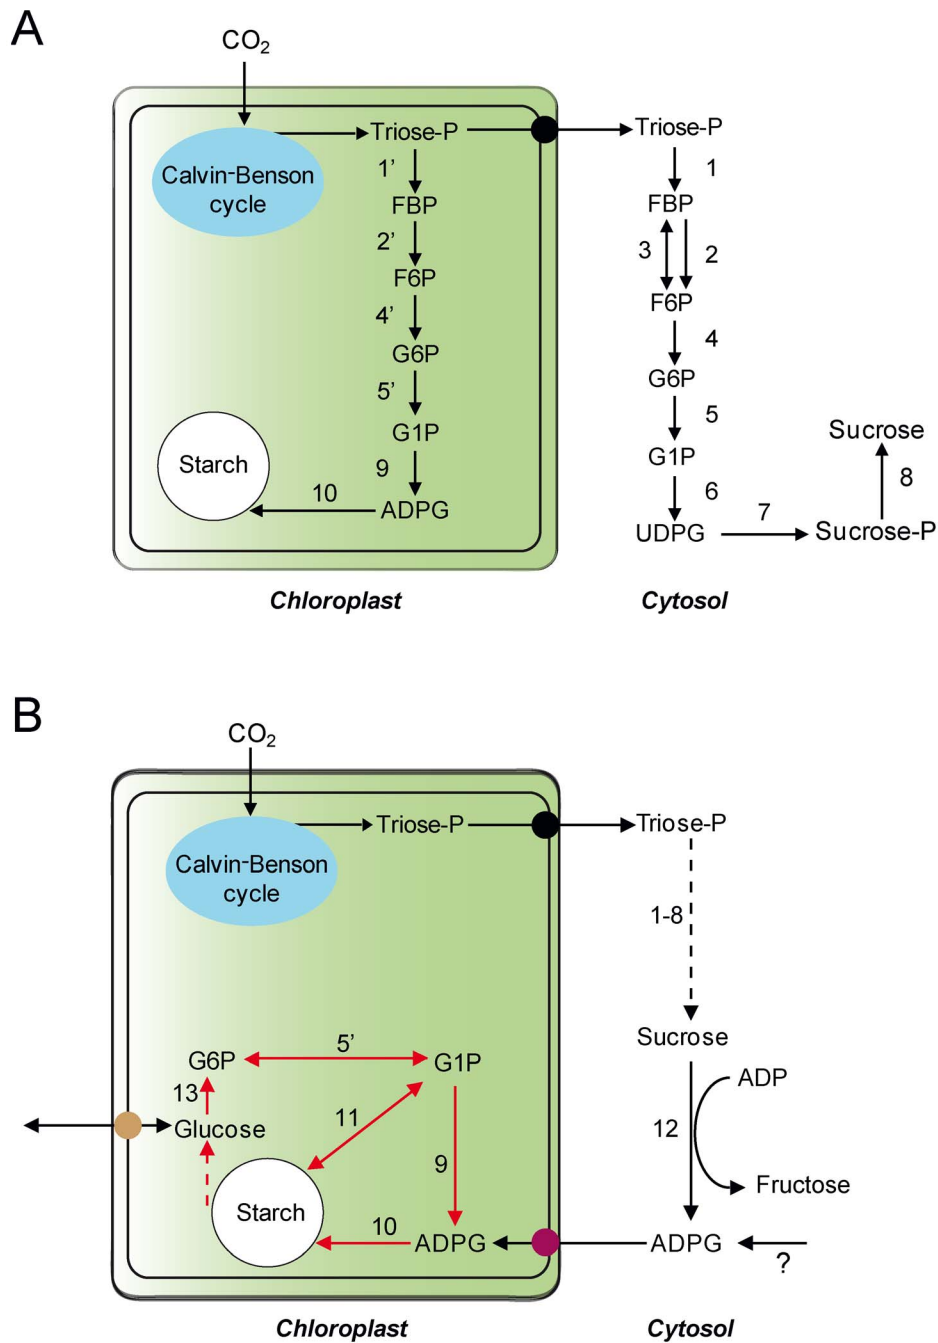 A
CO₂
Calvin-Benson
cycle
Triose-P
Triose-P
1’
1
FBP
FBP
2’
3
2
F6P
F6P
4’
4
G6P
G6P
5’
5
G1P
G1P
Sucrose
Starch
9
6
8
10
ADPG
UDPG
7
Sucrose-P
Chloroplast
Cytosol
B
CO₂
Triose-P
Triose-P
Calvin-Benson
cycle
1-8
Sucrose
G6P
5’
G1P
ADP
13
11
12
Glucose
9
Fructose
Starch
10
ADPG
ADPG
?
Chloroplast
Cytosol